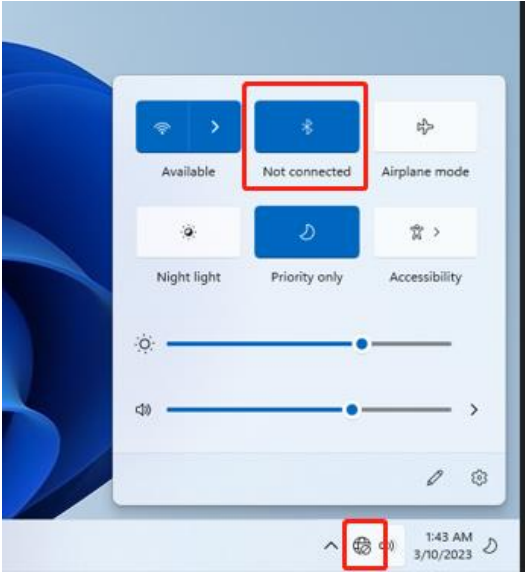 Available
Not connected
Airplane mode
Night light
Priority only
Accessibility
1:43 AM
3/10/2023